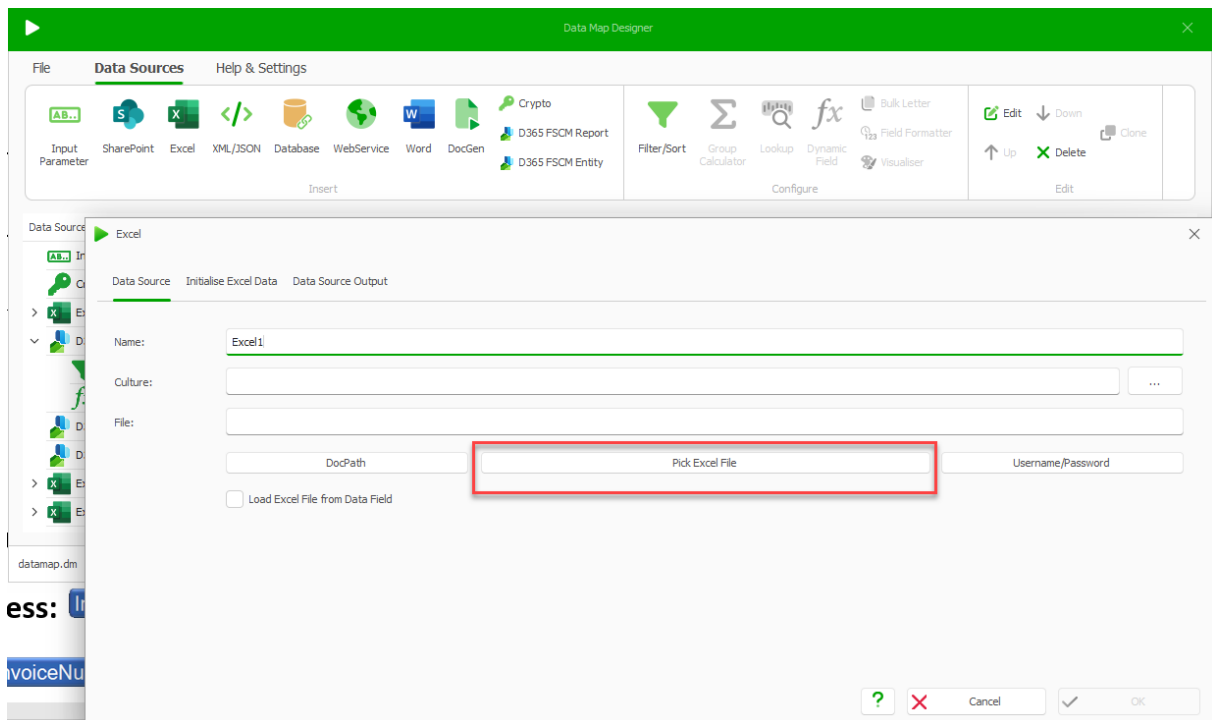 Data Map Designer
File Data Sources Help & Settings
AB.. S X </> W
Input Parameter SharePoint Excel XML/JSON Database WebService Word DocGen
Crypto
D365 FSCM Report
D365 FSCM Entity
Insert
Filter/Sort Group Calculator Lookup Dynamic Field
Bulk Letter
Field Formatter
Visualiser
Configure
Edit Down
Clone
Up Delete
Edit
Data Source
Excel
AB..
Data Source Initialise Excel Data Data Source Output
Name: Excel1
Culture: ...
File:
DocPath Pick Excel File Username/Password
Load Excel File from Data Field
datamap.dm
ess:
nvoiceNu
? Cancel OK